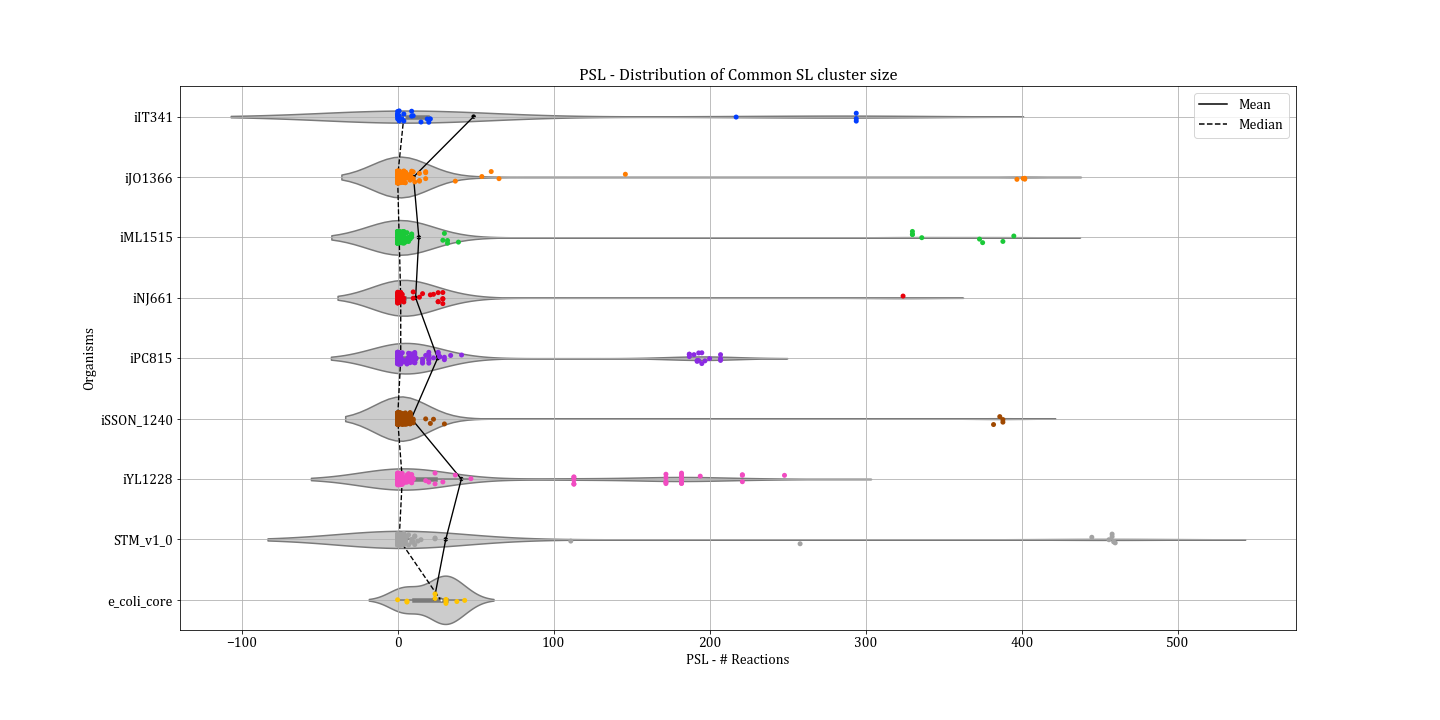 PSL - Distribution of Common SL cluster size
Mean
Median
Organisms
iIT341
iJO1366
iML1515
iNJ661
iPC815
iSSON_1240
iYL1228
STM_v1_0
e_coli_core
−100 0 100 200 300 400 500
PSL - # Reactions